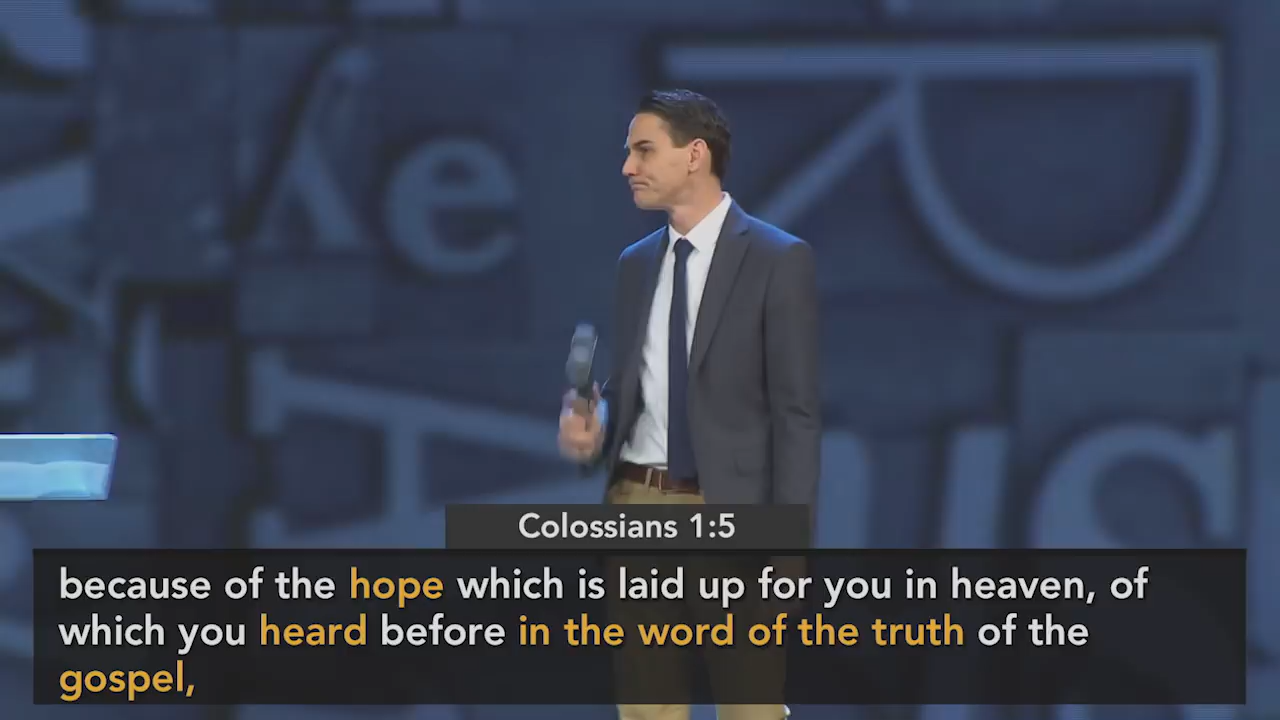 Colossians 1:5
because of the hope which is laid up for you in heaven, of
which you heard before in the word of the truth of the
gospel,